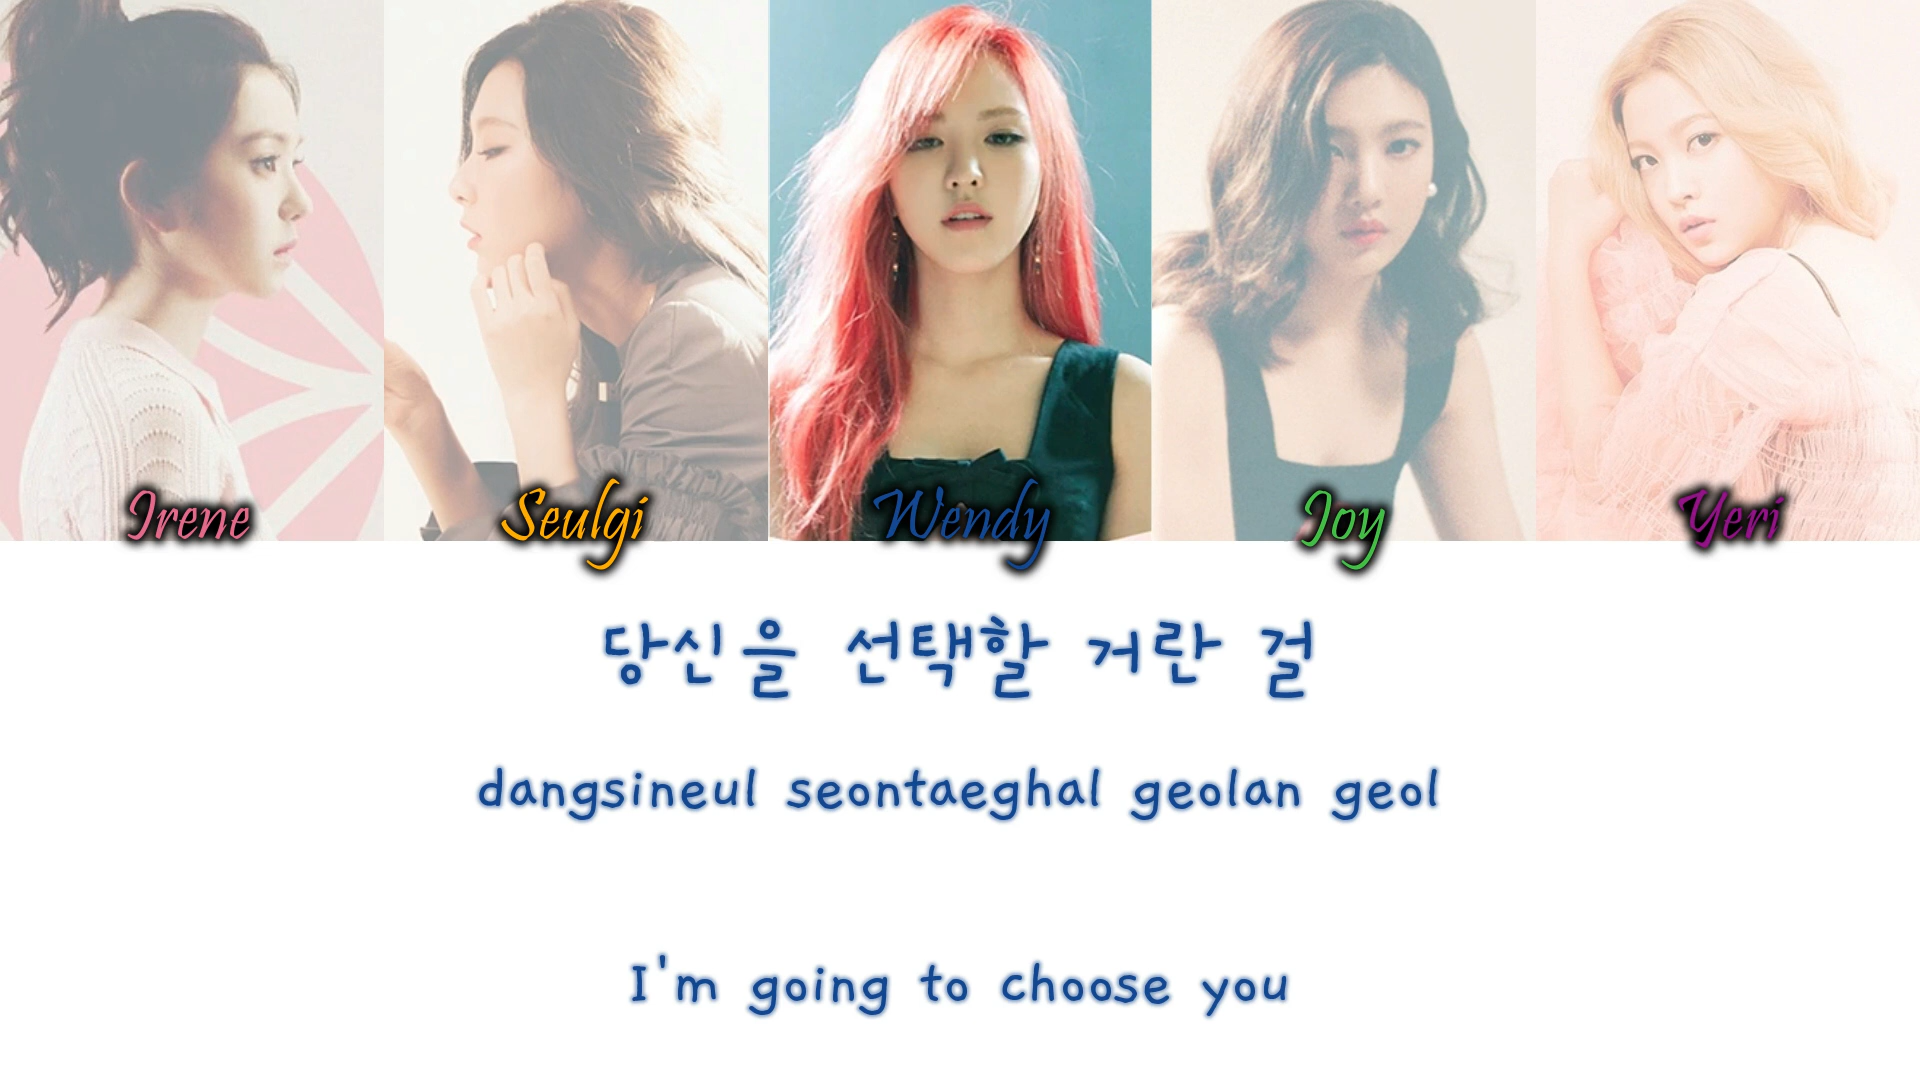 Irene Seulgi Wendy Joy Yeri
당신을 선택할 거란 걸
dangsineul seontaeghal geolan geol
I'm going to choose you